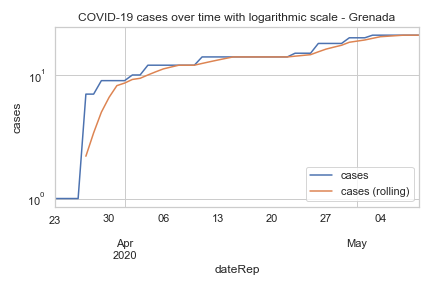 COVID-19 cases over time with logarithmic scale - Grenada
cases
10¹
10⁰
cases
cases (rolling)
23 30 06 13 20 27 04
Apr May
2020
dateRep